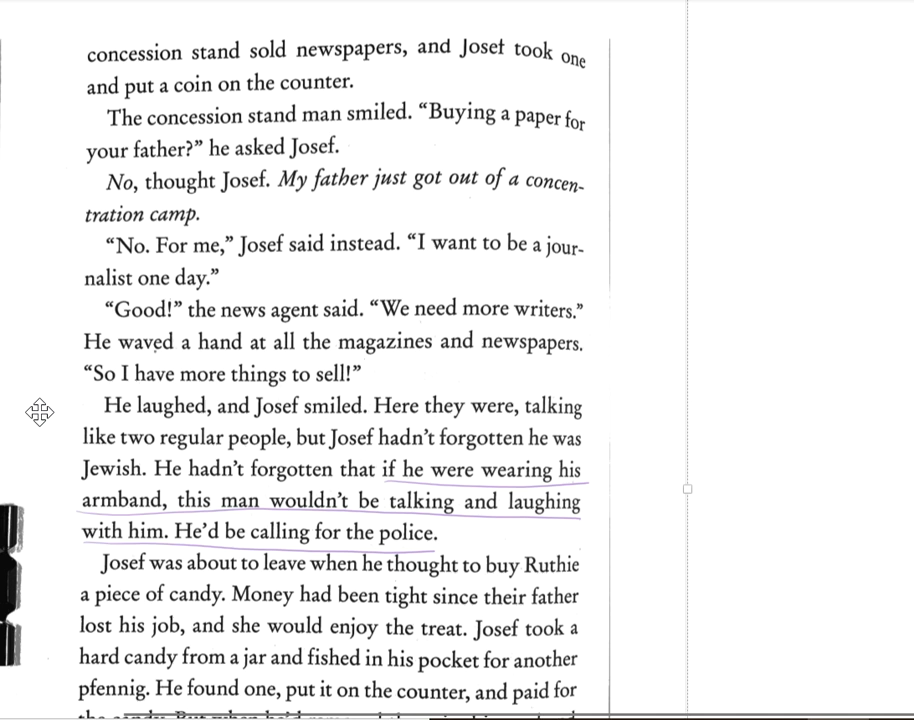 concession stand sold newspapers, and Josef took one
and put a coin on the counter.
The concession stand man smiled. “Buying a paper for
your father?” he asked Josef.
No, thought Josef. My father just got out of a concen-
tration camp.
“No. For me,” Josef said instead. “I want to be a jour-
nalist one day.”
“Good!” the news agent said. “We need more writers.”
He waved a hand at all the magazines and newspapers.
“So I have more things to sell!”
He laughed, and Josef smiled. Here they were, talking
like two regular people, but Josef hadn’t forgotten he was
Jewish. He hadn’t forgotten that if he were wearing his
armband, this man wouldn’t be talking and laughing
with him. He’d be calling for the police.
Josef was about to leave when he thought to buy Ruthie
a piece of candy. Money had been tight since their father
lost his job, and she would enjoy the treat. Josef took a
hard candy from a jar and fished in his pocket for another
pfennig. He found one, put it on the counter, and paid for